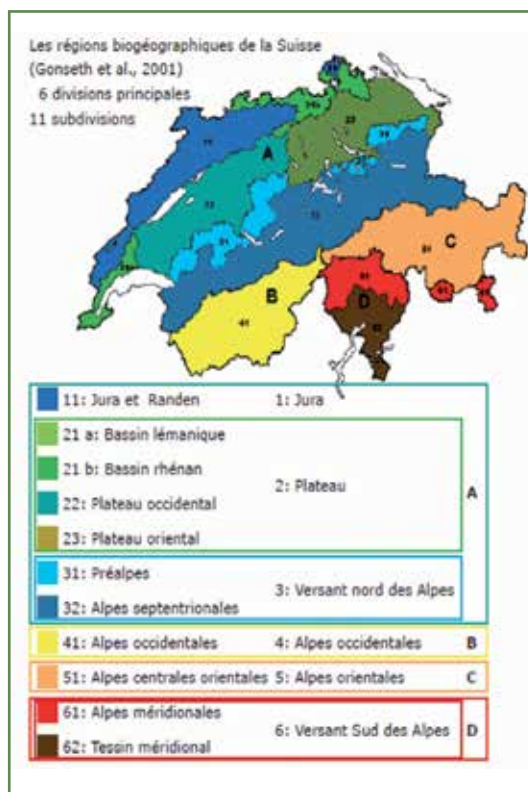 Les régions biogéographiques de la Suisse
(Gonseth et al., 2001)
6 divisions principales
11 subdivisions
A
B
C
D
41
11: Jura et Randen
1: Jura
21 a: Bassin lémanique
21 b: Bassin rhénan
22: Plateau occidental
23: Plateau oriental
2: Plateau
A
31: Préalpes
32: Alpes septentrionales
3: Versant nord des Alpes
41: Alpes occidentales
4: Alpes occidentales
B
51: Alpes centrales orientales
5: Alpes orientales
C
61: Alpes méridionales
62: Tessin méridional
6: Versant Sud des Alpes
D